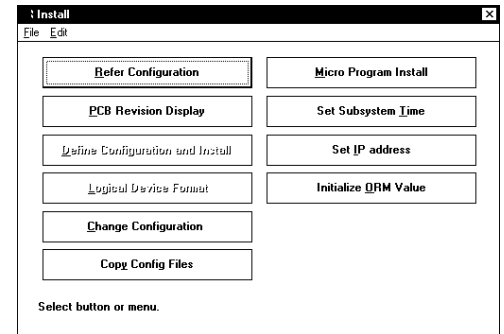 Install
File Edit
Refer Configuration
PCB Revision Display
Define Configuration and Install
Logical Device Format
Change Configuration
Copy Config Files
Micro Program Install
Set Subsystem Time
Set IP address
Initialize ORM Value
Select button or menu.